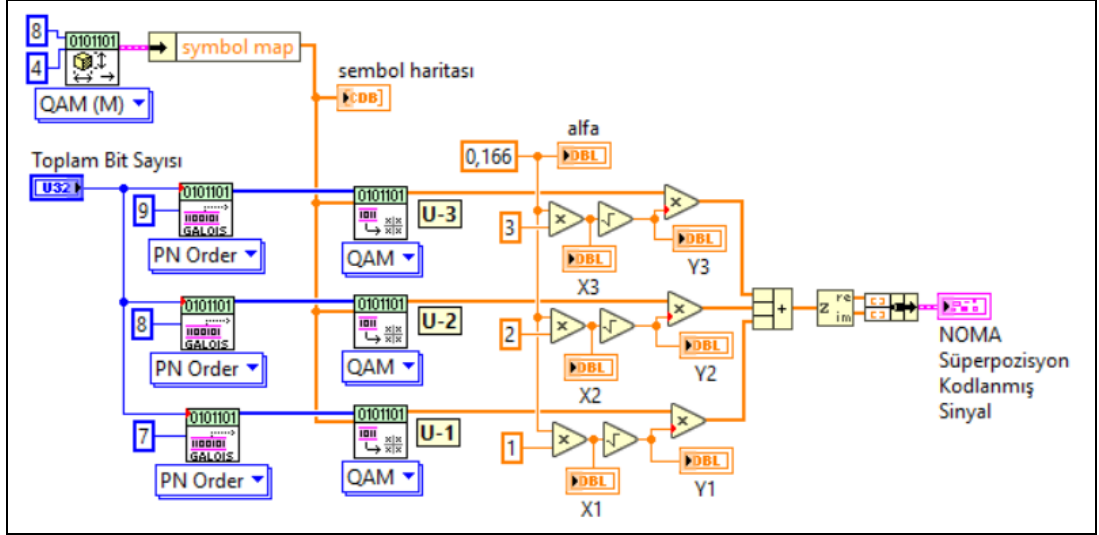 8
4
0101101
QAM (M)
symbol map
sembol haritası
[CDB]
Toplam Bit Sayısı
U32
9
0101101
GALOIS
PN Order
0101101
U-3
QAM
alfa
0,166
DBL
3
DBL
X3
DBL
Y3
8
0101101
GALOIS
PN Order
0101101
U-2
QAM
2
DBL
X2
DBL
Y2
7
0101101
GALOIS
PN Order
0101101
U-1
QAM
1
DBL
X1
DBL
Y1
z
re
im
NOMA
Süperpozisyon
Kodlanmış
Sinyal